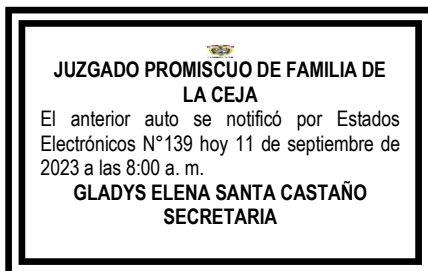 JUZGADO PROMISCUO DE FAMILIA DE
LA CEJA
El anterior auto se notificó por Estados
Electrónicos N°139 hoy 11 de septiembre de
2023 a las 8:00 a. m.
GLADYS ELENA SANTA CASTAÑO
SECRETARIA